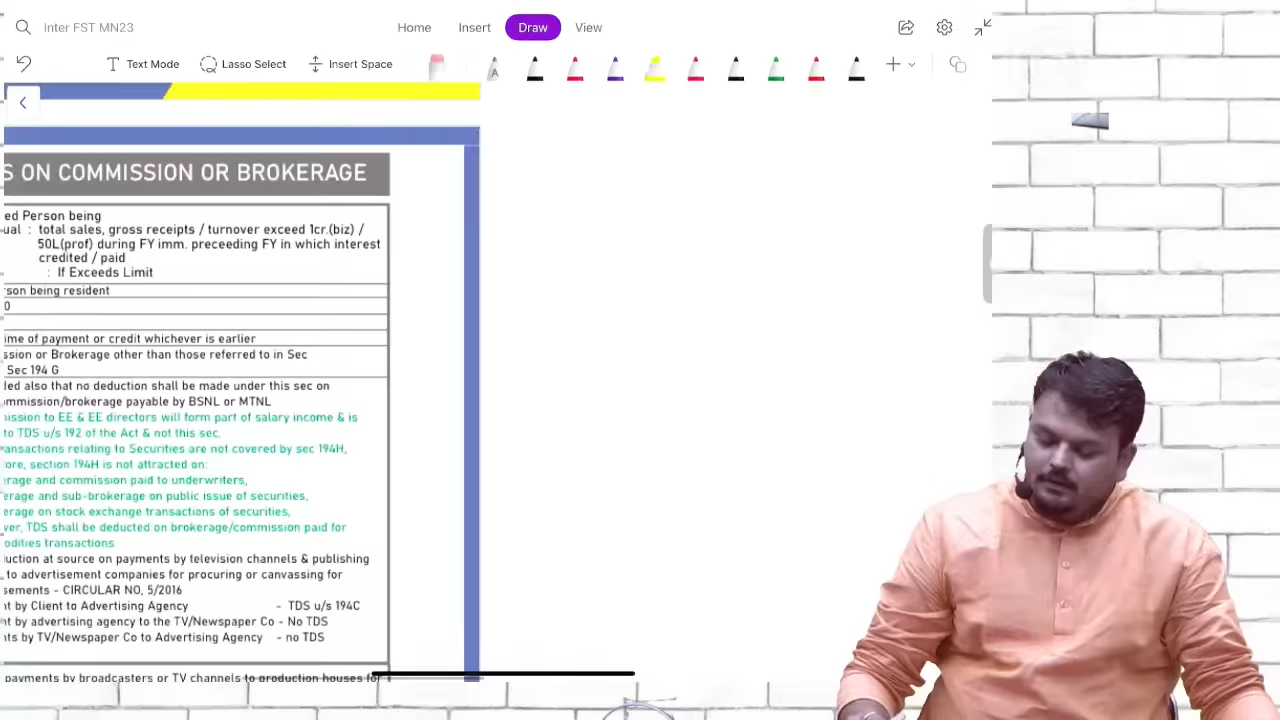 Inter FST MN23
Home Insert Draw View
Text Mode Lasso Select Insert Space
A
S ON COMMISSION OR BROKERAGE
ed Person being
ual : total sales, gross receipts / turnover exceed 1cr.(biz) /
50L(prof) during FY imm. preceeding FY in which interest
credited / paid
: If Exceeds Limit
rson being resident
0
ime of payment or credit whichever is earlier
ssion or Brokerage other than those referred to in Sec
Sec 194 G
ded also that no deduction shall be made under this sec on
ommission/brokerage payable by BSNL or MTNL
nission to EE & EE directors will form part of salary income & is
to TDS u/s 192 of the Act & not this sec,
ansactions relating to Securities are not covered by sec 194H,
ore, section 194H is not attracted on:
erage and commission paid to underwriters,
erage and sub-brokerage on public issue of securities,
erage on stock exchange transactions of securities,
ver, TDS shall be deducted on brokerage/commission paid for
odities transactions
uction at source on payments by television channels & publishing
to advertisement companies for procuring or canvassing for
sements - CIRCULAR NO, 5/2016
nt by Client to Advertising Agency - TDS u/s 194C
nt by advertising agency to the TV/Newspaper Co - No TDS
nts by TV/Newspaper Co to Advertising Agency - no TDS
payments by broadcasters or TV channels to production houses for